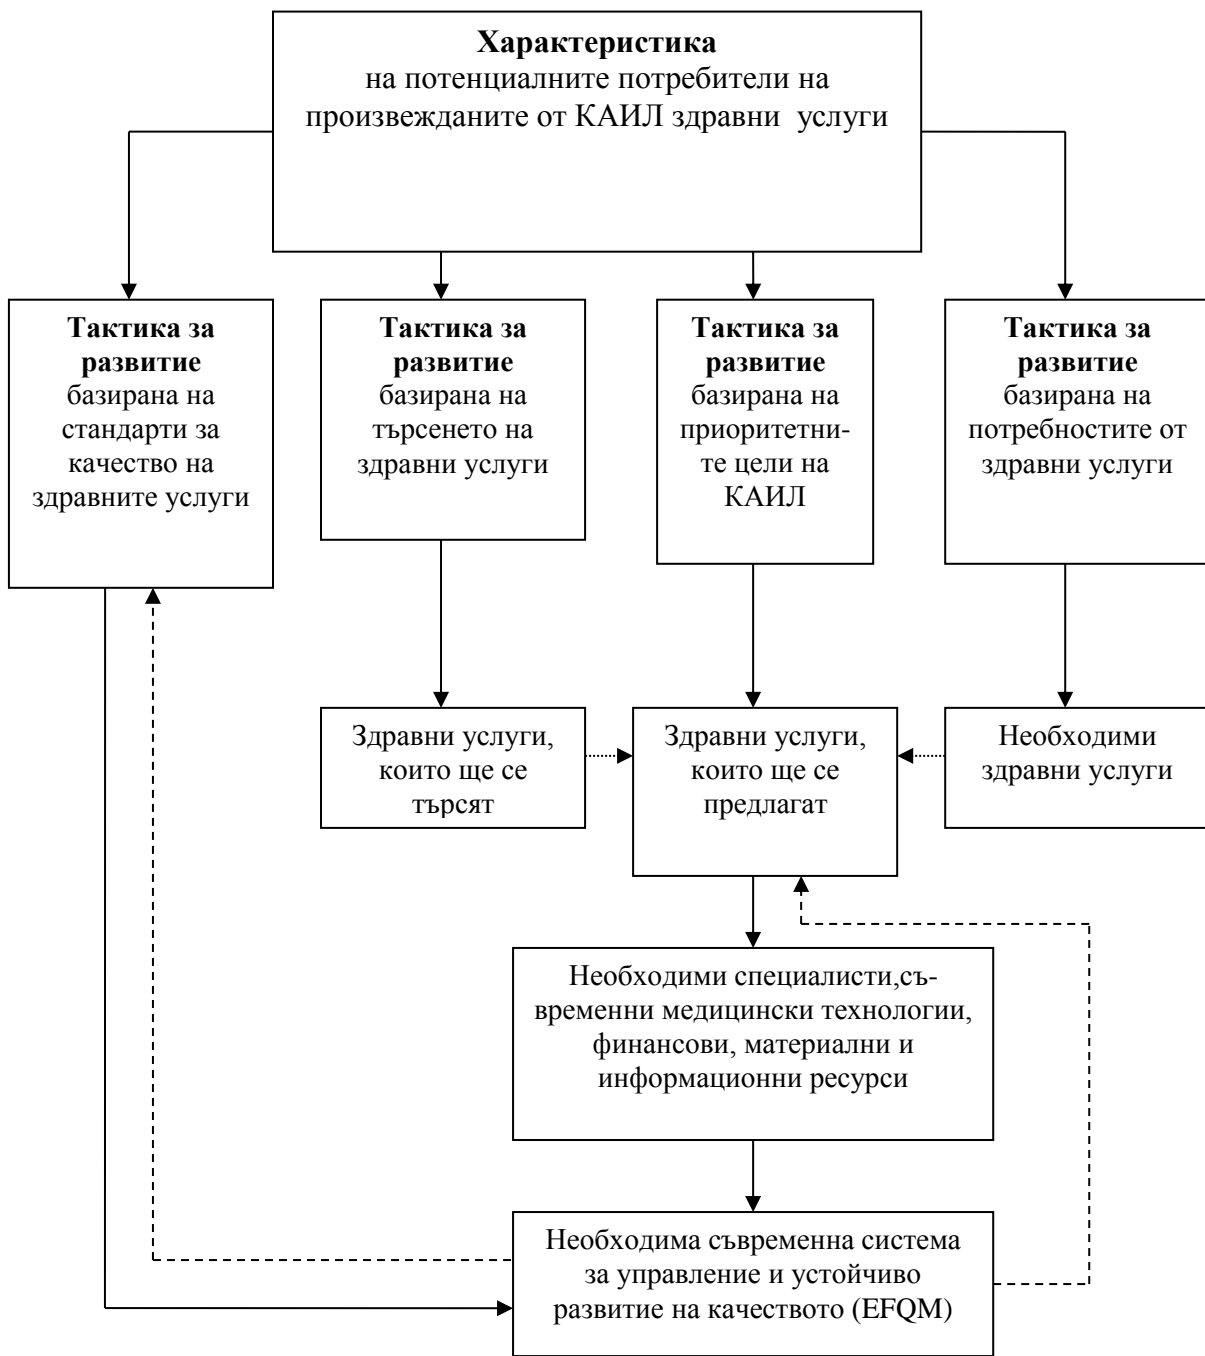 Характеристика
на потенциалните потребители на
произвежданите от КАИЛ здравни услуги
Тактика за
развитие
базирана на
стандарти за
качество на
здравните услуги
Тактика за
развитие
базирана на
търсенето на
здравни услуги
Тактика за
развитие
базирана на
приоритетни-
те цели на
КАИЛ
Тактика за
развитие
базирана на
потребностите от
здравни услуги
Здравни услуги,
които ще се
търсят
Здравни услуги,
които ще се
предлагат
Необходими
здравни услуги
Необходими специалисти,съ-
временни медицински технологии,
финансови, материални и
информационни ресурси
Необходима съвременна система
за управление и устойчиво
развитие на качеството (EFQM)